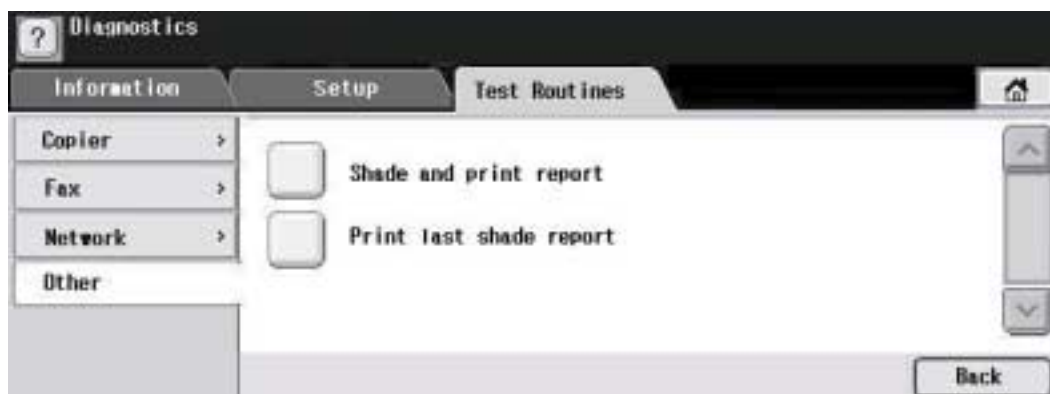 ? Diagnostics
Information Setup Test Routines
Copier >
Fax >
Network >
Other
Shade and print report
Print last shade report
Back